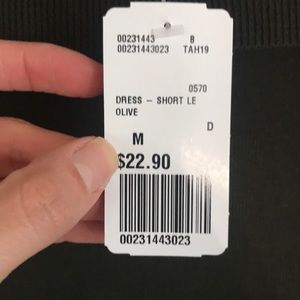 00231443 B
00231443023 TAH19
0570
DRESS – SHORT LE
OLIVE
D
M
$22.90
00231443023